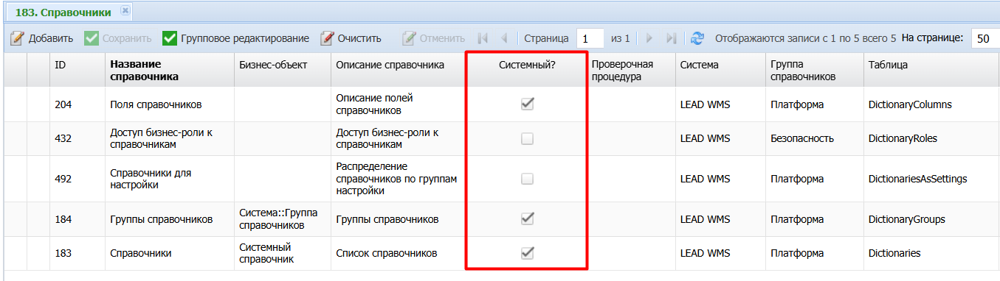 183. Справочники
Добавить Сохранить Групповое редактирование Очистить Отменить Страница 1 из 1 Отображаются записи с 1 по 5 всего 5 На странице: 50
ID Название справочника Бизнес-объект Описание справочника Системный? Проверочная процедура Система Группа справочников Таблица
204 Поля справочников Описание полей справочников LEAD WMS Платформа DictionaryColumns
432 Доступ бизнес-роли к справочникам Доступ бизнес-роли к справочникам LEAD WMS Безопасность DictionaryRoles
492 Справочники для настройки Распределение справочников по группам настройки LEAD WMS Платформа DictionariesAsSettings
184 Группы справочников Система::Группа справочников Группы справочников LEAD WMS Платформа DictionaryGroups
183 Справочники Системный справочник Список справочников LEAD WMS Платформа Dictionaries